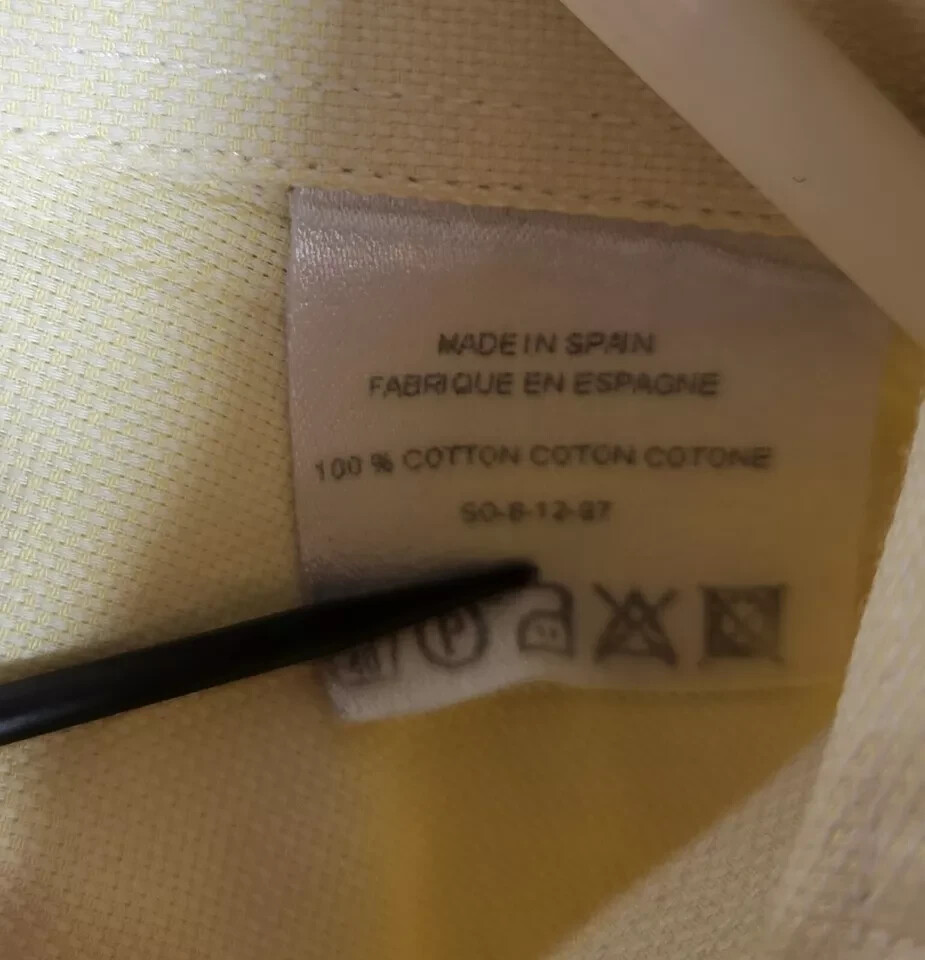 MADE IN SPAIN
FABRIQUE EN ESPAGNE
100 % COTTON COTON COTONE
P